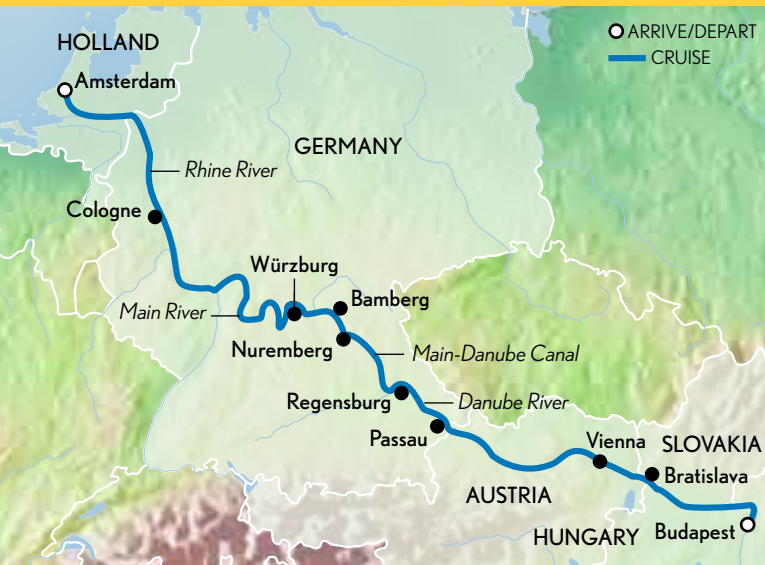 HOLLAND
ARRIVE/DEPART
CRUISE
Amsterdam
GERMANY
Rhine River
Cologne
Würzburg
Main River
Bamberg
Nuremberg
Main-Danube Canal
Regensburg
Danube River
Passau
Vienna
SLOVAKIA
Bratislava
AUSTRIA
HUNGARY
Budapest